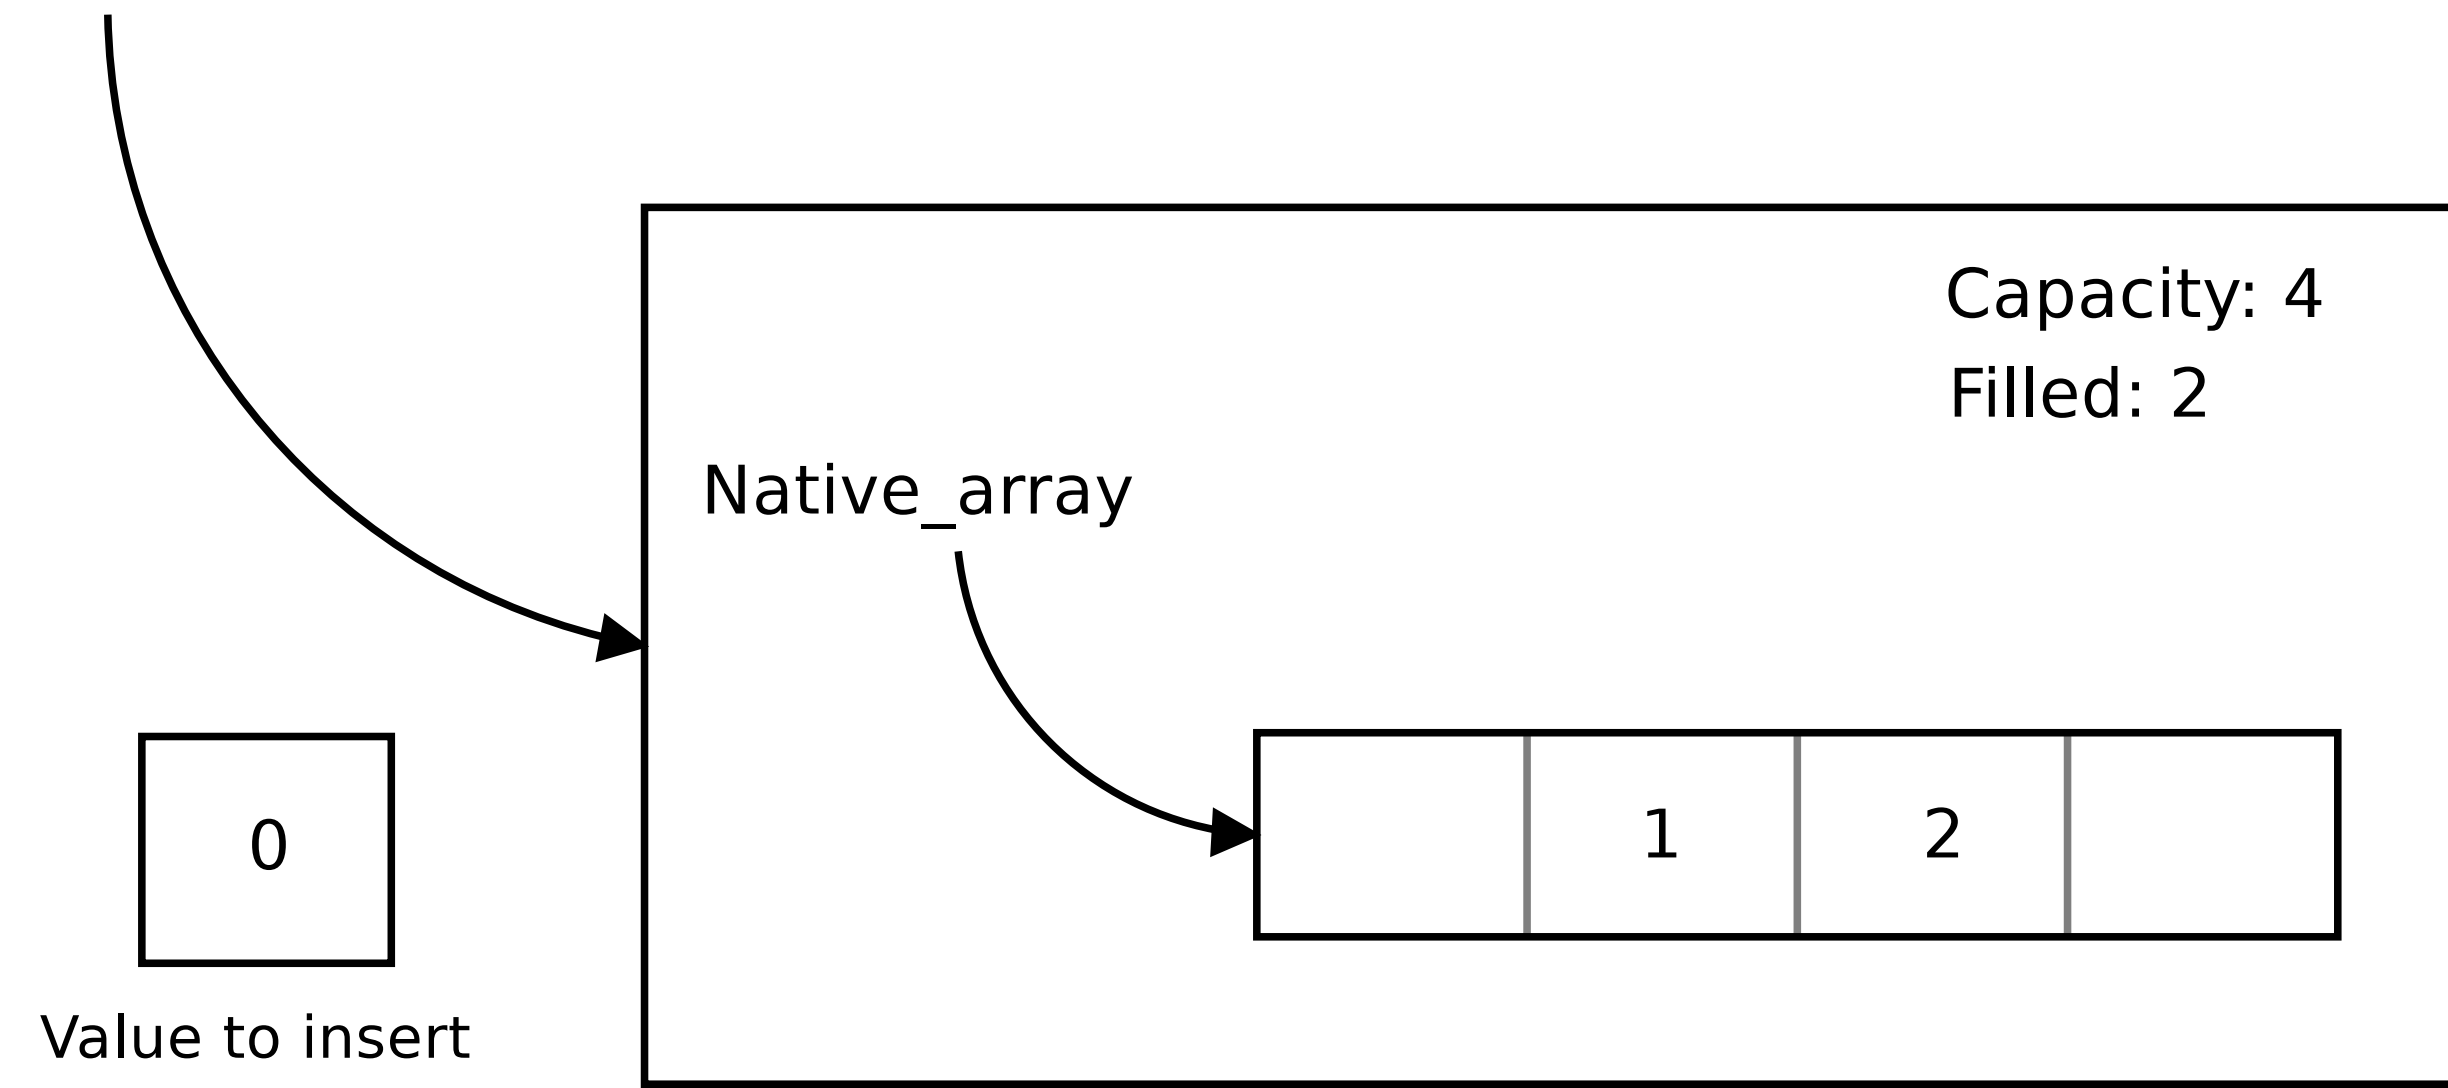 Capacity: 4
Filled: 2
Native_array
1 2
0
Value to insert